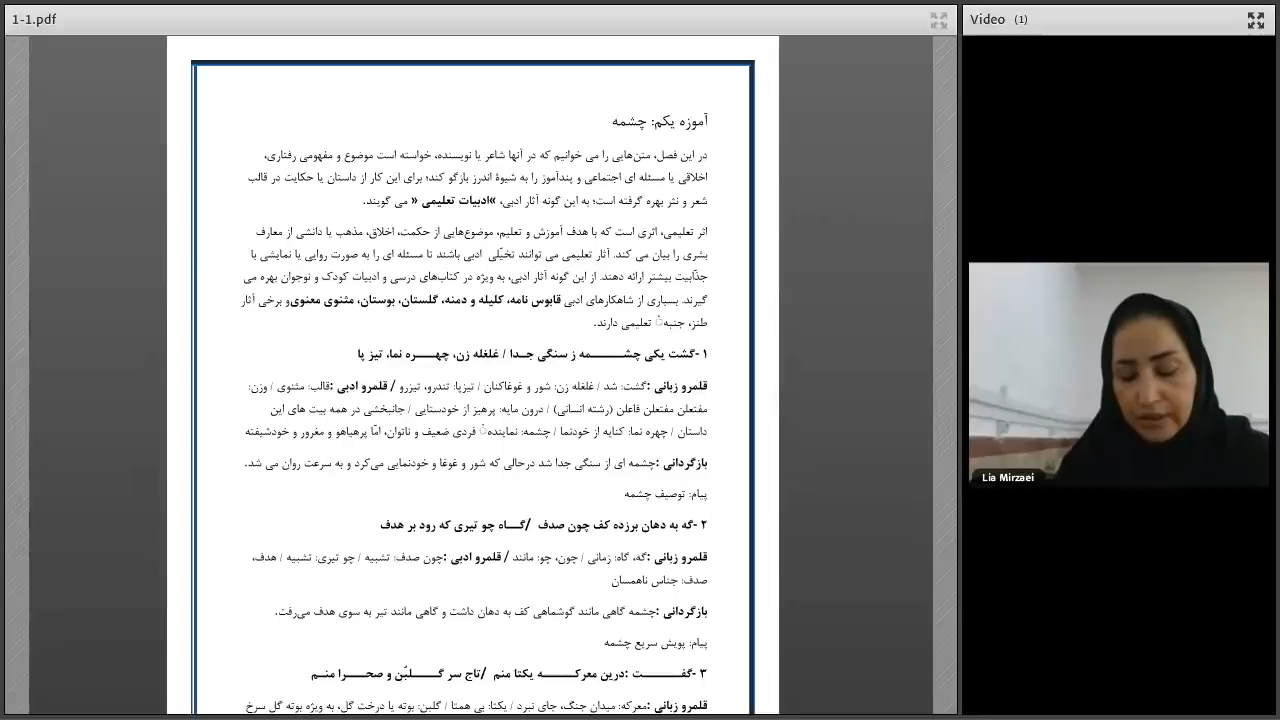 1-1.pdf
Video (1)
آموزه یکم: چشمه
در این فصل، متن‌هایی را می خوانیم که در آنها شاعر یا نویسنده، خواسته است موضوع و مفهومی رفتاری،
اخلاقی یا مسئله ای اجتماعی و پندآموز را به شیوهٔ اندرز بازگو کند؛ برای این کار از داستان یا حکایت در قالب
شعر و نثر بهره گرفته است؛ به این گونه آثار ادبی، »ادبیات تعلیمی « می گویند.
اثر تعلیمی، اثری است که با هدف آموزش و تعلیم، موضوع‌هایی از حکمت، اخلاق، مذهب یا دانشی از معارف
بشری را بیان می کند. آثار تعلیمی می توانند تخیّلی ادبی باشند تا مسئله ای را به صورت روایی یا نمایشی با
جذّابیت بیشتر ارائه دهند. از این گونه آثار ادبی، به ویژه در کتاب‌های درسی و ادبیات کودک و نوجوان بهره می
گیرند. بسیاری از شاهکارهای ادبی قابوس نامه، کلیله و دمنه، گلستان، بوستان، مثنوی معنوی‌و برخی آثار
طنز، جنبهٔ تعلیمی دارند.
۱ -گشت یکی چشـــــــمه ز سنگی جـدا / غلغله زن، چهــــره نما، تیز پا
قلمرو زبانی :گشت: شد / غلغله زن: شور و غوغاکنان / تیزپا: تندرو، تیزرو / قلمرو ادبی :قالب: مثنوی / وزن:
مفتعلن مفتعلن فاعلن (رشته انسانی) / درون مایه: پرهیز از خودستایی / جانبخشی در همه بیت های این
داستان / چهره نما: کنایه از خودنما / چشمه: نمایندهٔ فردی ضعیف و ناتوان، امّا پرهیاهو و مغرور و خودشیفته
بازگردانی :چشمه ای از سنگی جدا شد درحالی که شور و غوغا و خودنمایی می‌کرد و به سرعت روان می شد.
پیام: توصیف چشمه
۲ -گه به دهان برزده کف چون صدف /گـــاه چو تیری که رود بر هدف
قلمرو زبانی :گه، گاه: زمانی / چون، چو: مانند / قلمرو ادبی :چون صدف: تشبیه / چو تیری: تشبیه / هدف،
صدف: جناس ناهمسان
بازگردانی :چشمه گاهی مانند گوشماهی کف به دهان داشت و گاهی مانند تیر به سوی هدف می‌رفت.
پیام: پویش سریع چشمه
۳ -گفـــــــت :درین معرکـــــــه یکتا منم /تاج سر گــــــلبّن و صحــــرا منـم
قلمرو زبانی :معرکه: میدان جنگ، جای نبرد / یکتا: بی همتا / گلبن: بوته یا درخت گل، به ویژه بوته گل سرخ
Lia Mirzaei